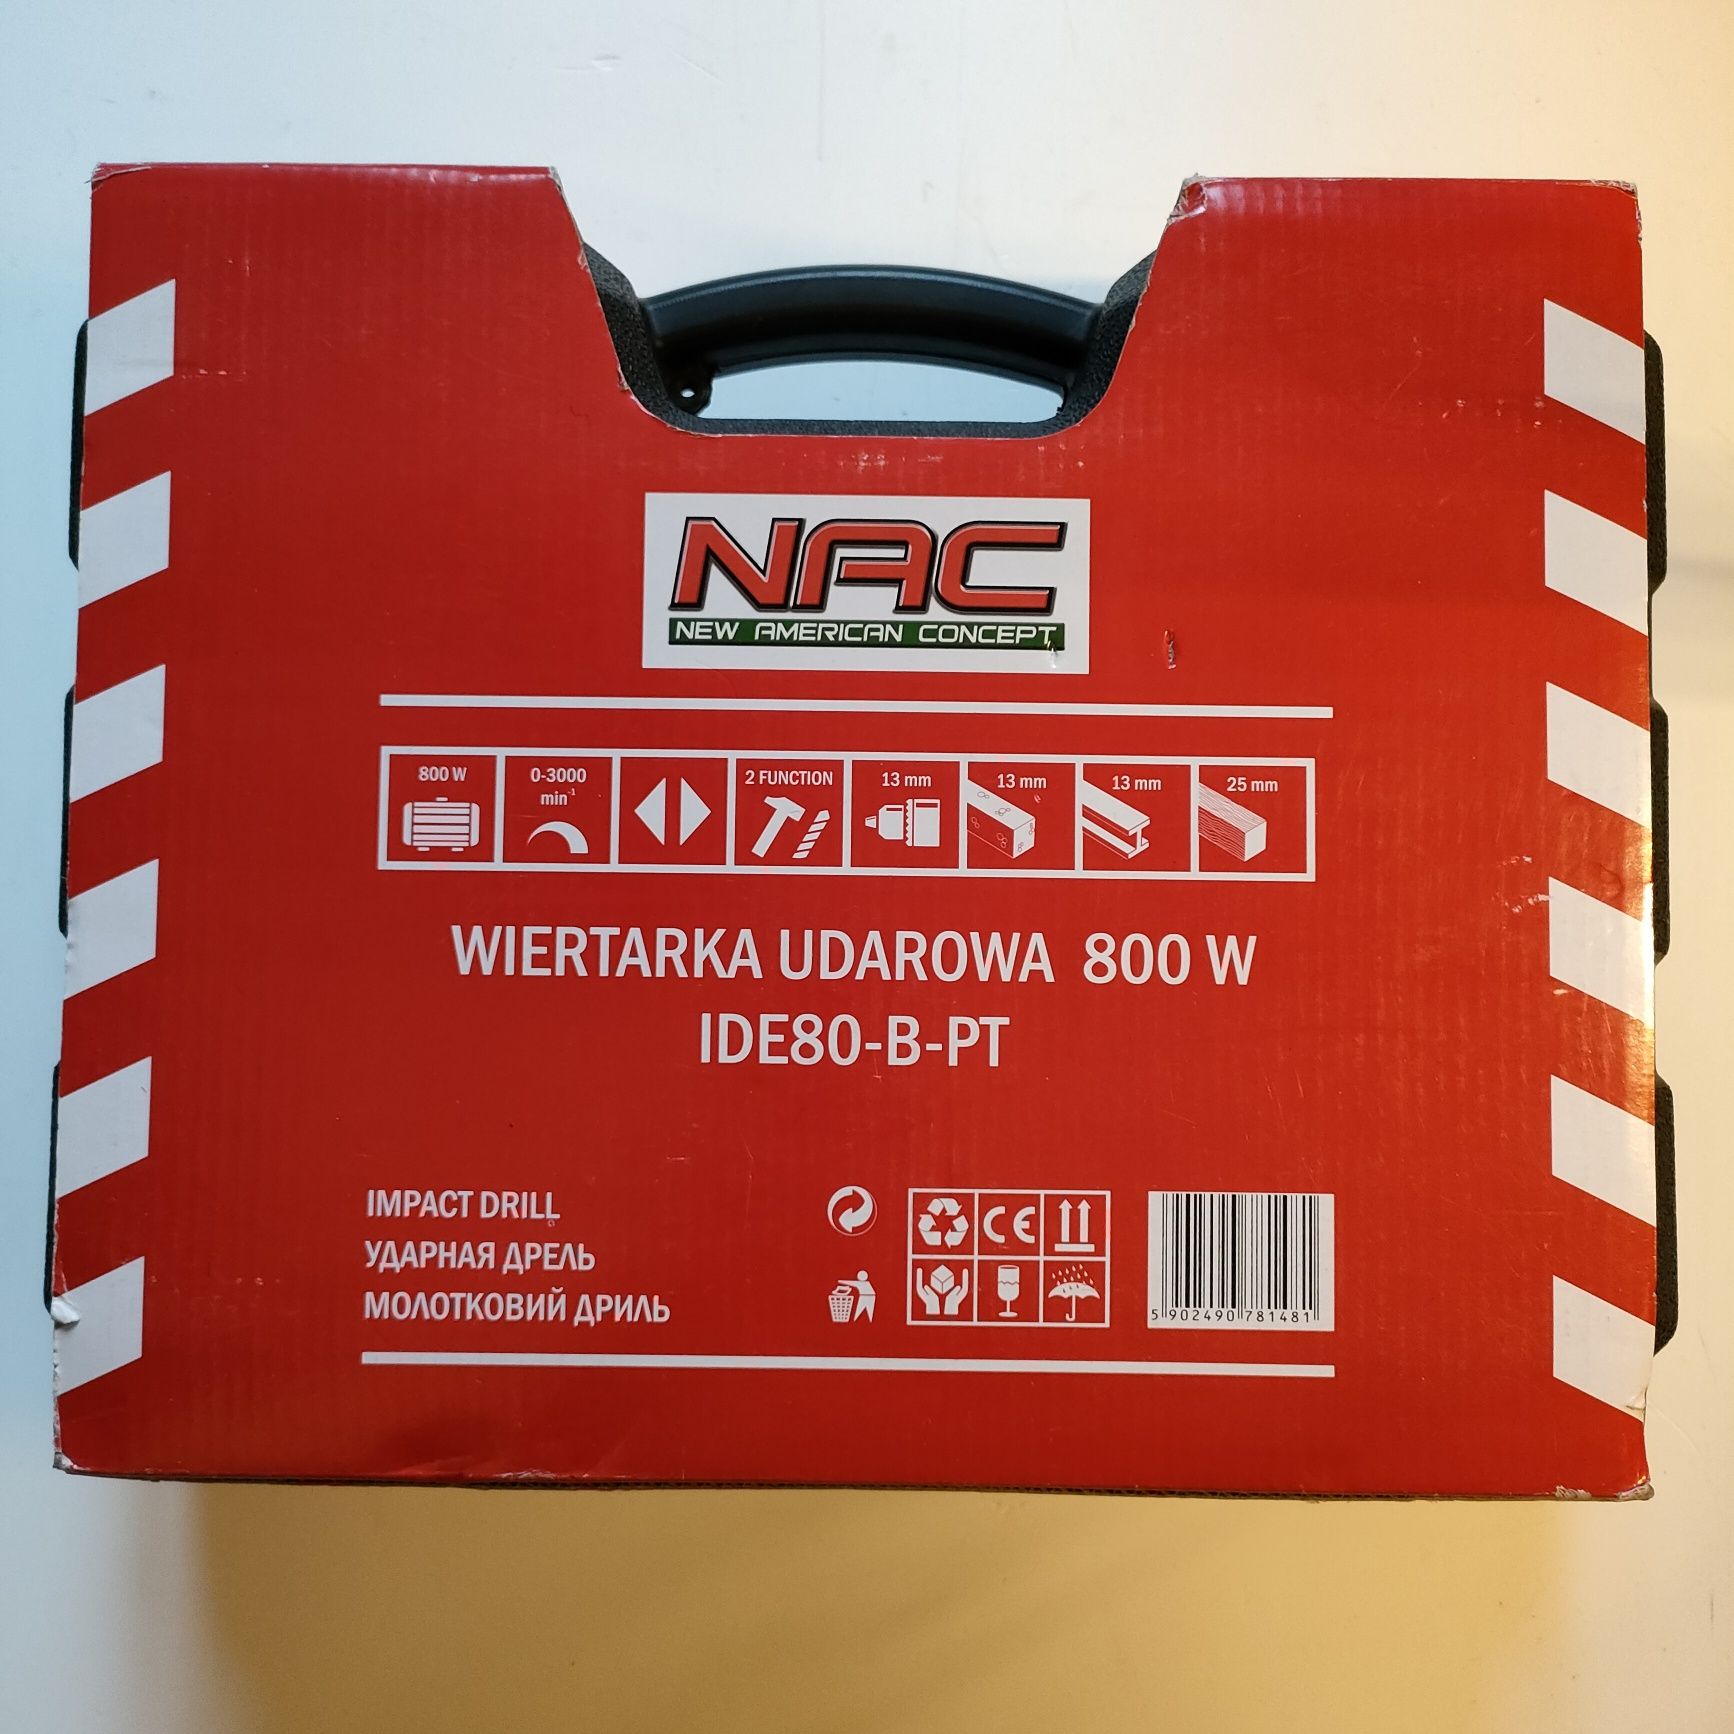 NAC
NEW AMERICAN CONCEPT
800 W
0-3000
min⁻¹
2 FUNCTION
13 mm
13 mm
13 mm
25 mm
WIERTARKA UDAROWA 800 W
IDE80-B-PT
IMPACT DRILL
УДАРНАЯ ДРЕЛЬ
МОЛОТКОВИЙ ДРИЛЬ
CE
5 902490 781481